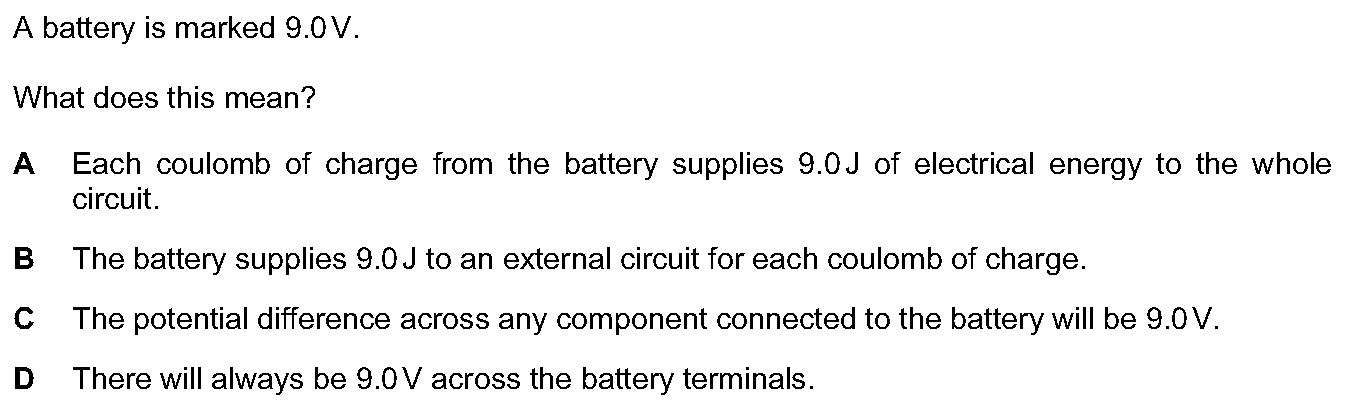 A battery is marked 9.0 V.
What does this mean?
A Each coulomb of charge from the battery supplies 9.0 J of electrical energy to the whole
circuit.
B The battery supplies 9.0 J to an external circuit for each coulomb of charge.
C The potential difference across any component connected to the battery will be 9.0 V.
D There will always be 9.0 V across the battery terminals.